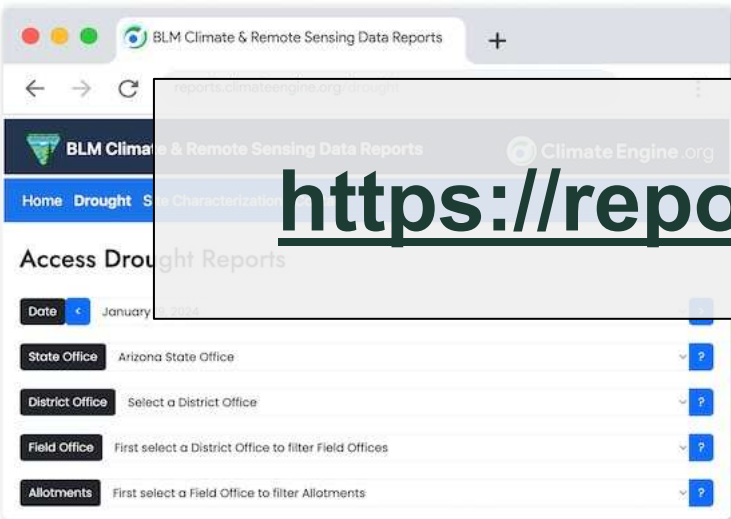 BLM Climate & Remote Sensing Data Reports
+
reports.climateengine.org/drought
BLM Climate & Remote Sensing Data Reports ClimateEngine.org
Home Drought Site Characterization
https://repo
Access Drought Reports
Date < January 2024
State Office Arizona State Office ?
District Office Select a District Office ?
Field Office First select a District Office to filter Field Offices ?
Allotments First select a Field Office to filter Allotments ?